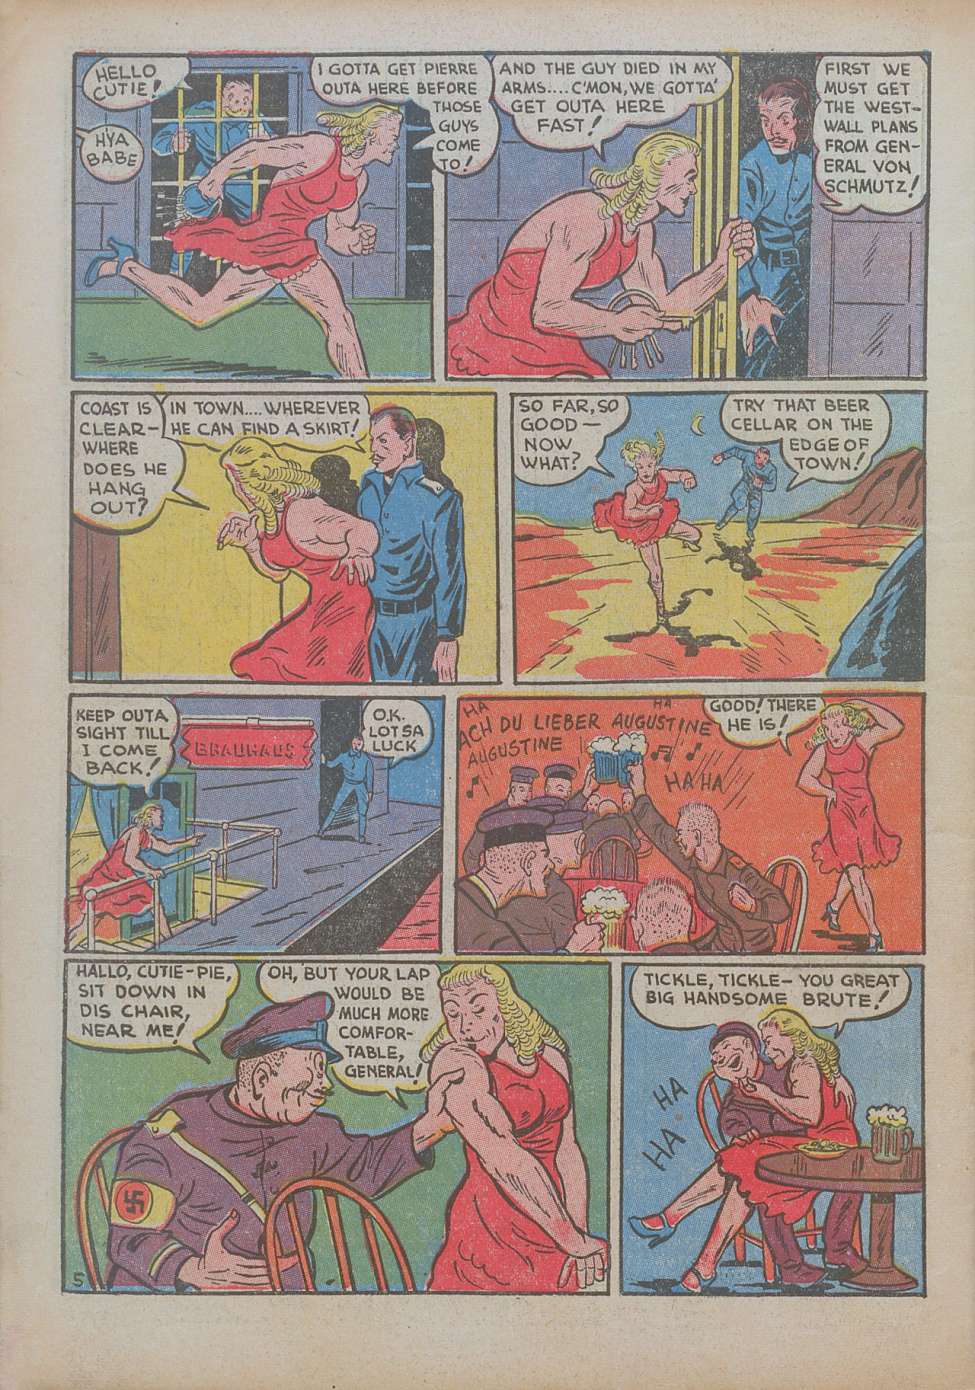 HELLO
CUTIE!
HYA
BABE
I GOTTA GET PIERRE
OUTA HERE BEFORE
THOSE
GUYS
COME
TO!
AND THE GUY DIED IN MY
ARMS.... C'MON, WE GOTTA
GET OUTA HERE
FAST!
FIRST WE
MUST GET
THE WEST-
WALL PLANS
FROM GEN-
ERAL VON
SCHMUTZ!
COAST IS
CLEAR-
WHERE
DOES HE
HANG
OUT?
IN TOWN.... WHEREVER
HE CAN FIND A SKIRT!
SO FAR, SO
GOOD-
NOW
WHAT?
TRY THAT BEER
CELLAR ON THE
EDGE OF
TOWN!
KEEP OUTA
SIGHT TILL
I COME
BACK!
BRAUHAUS
O.K.
LOTSA
LUCK
HA
HA
ACH DU LIEBER AUGUSTINE
AUGUSTINE
HA HA
GOOD! THERE
HE IS!
HALLO, CUTIE-PIE,
SIT DOWN IN
DIS CHAIR,
NEAR ME!
OH, BUT YOUR LAP
WOULD BE
MUCH MORE
COMFOR-
TABLE,
GENERAL!
5
TICKLE, TICKLE- YOU GREAT
BIG HANDSOME BRUTE!
HA
HA